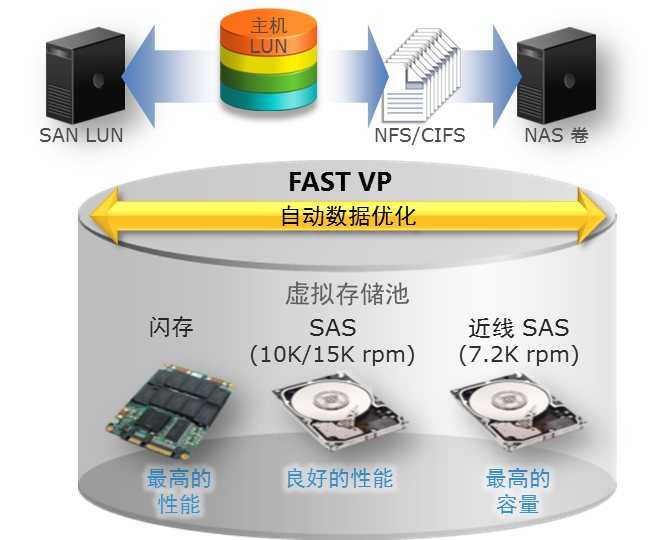 主机
LUN
SAN LUN
NFS/CIFS
NAS 卷
FAST VP
自动数据优化
虚拟存储池
闪存
SAS
(10K/15K rpm)
近线 SAS
(7.2K rpm)
最高的
性能
良好的性能
最高的
容量